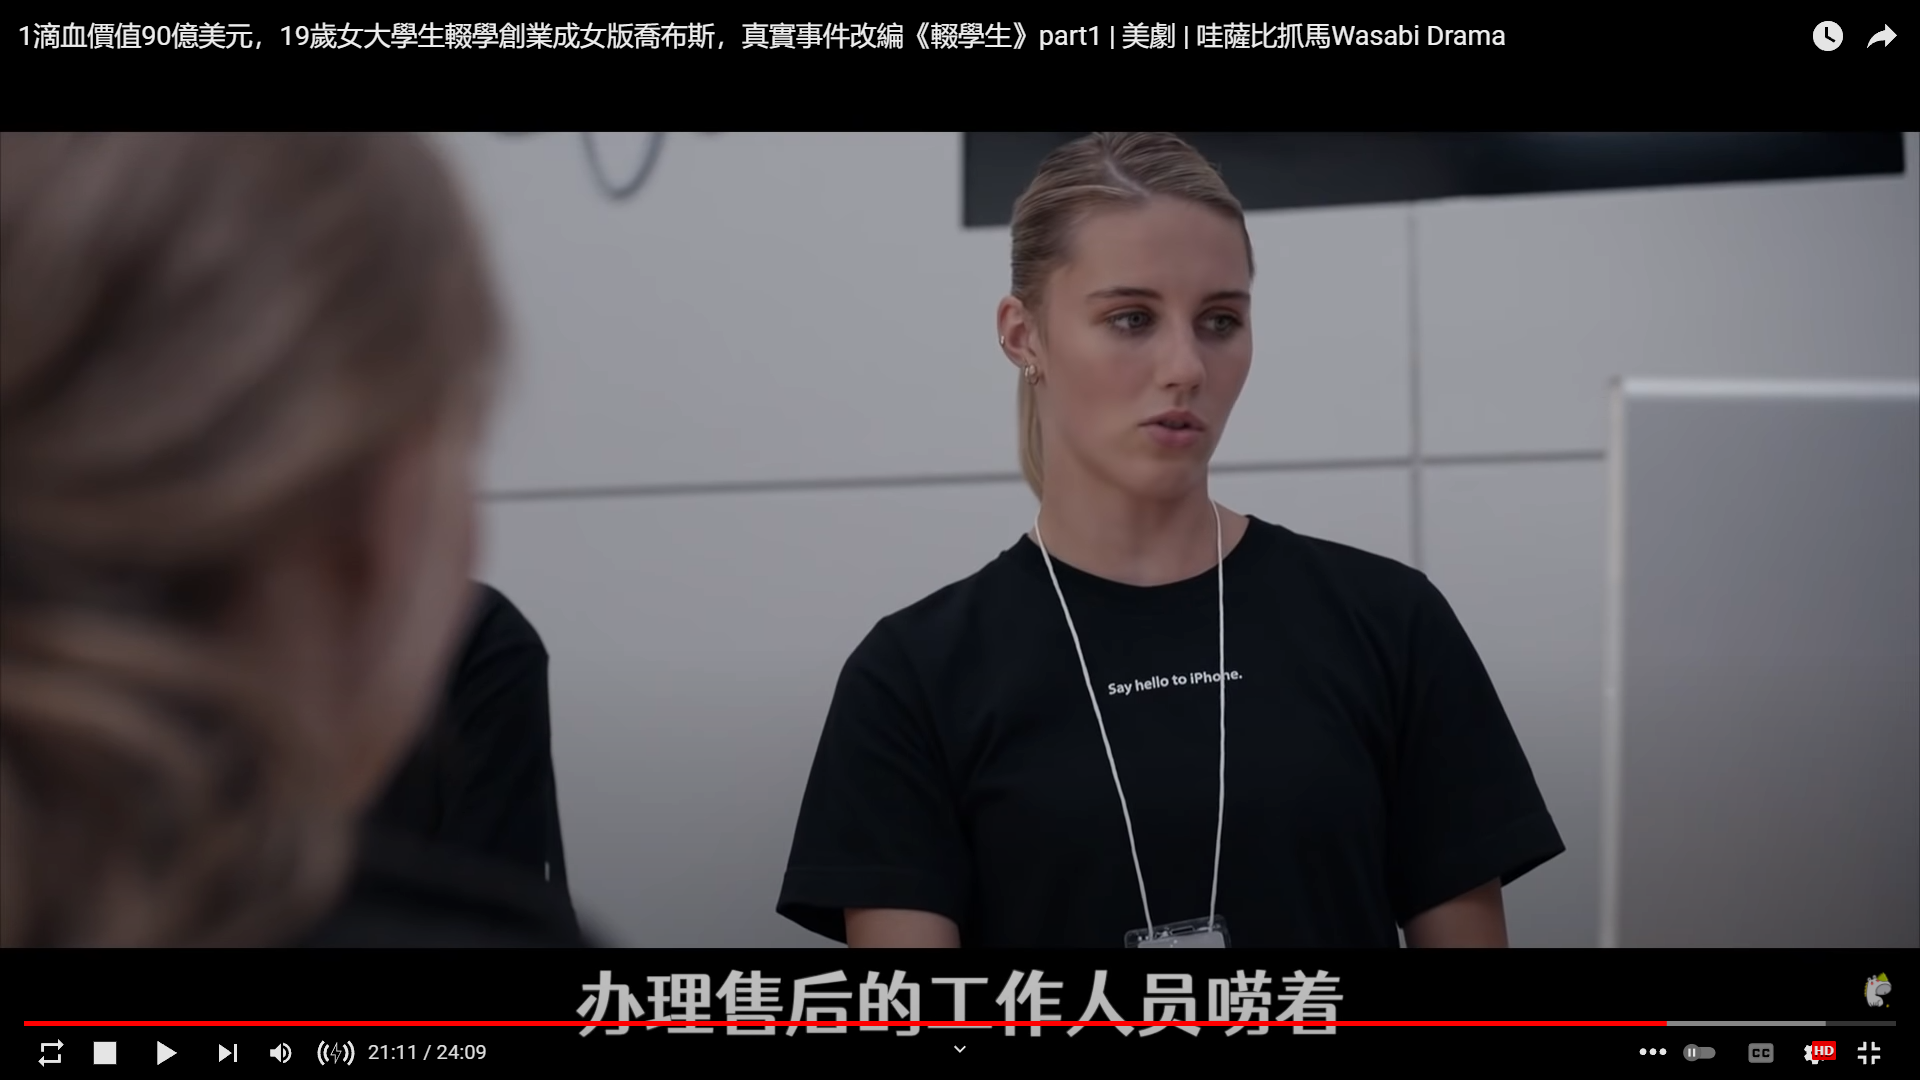 1滴血價值90億美元，19歲女大學生輟學創業成女版喬布斯，真實事件改編《輟學生》part1 | 美劇 | 哇薩比抓馬Wasabi Drama
Say hello to iPhone.
办理售后的工作人员唠着
21:11 / 24:09
CC
HD